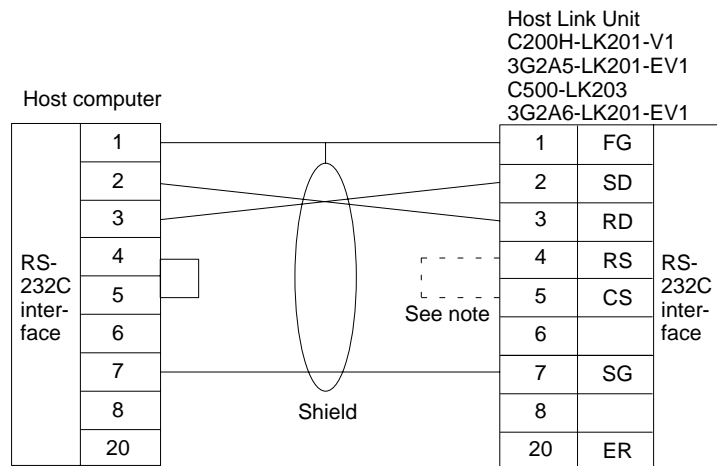 Host Link Unit
C200H-LK201-V1
3G2A5-LK201-EV1
C500-LK203
3G2A6-LK201-EV1
Host computer
RS-
232C
inter-
face
1
2
3
4
5
6
7
8
20
Shield
See note
1 FG
2 SD
3 RD
4 RS
5 CS
6
7 SG
8
20 ER
RS-
232C
inter-
face